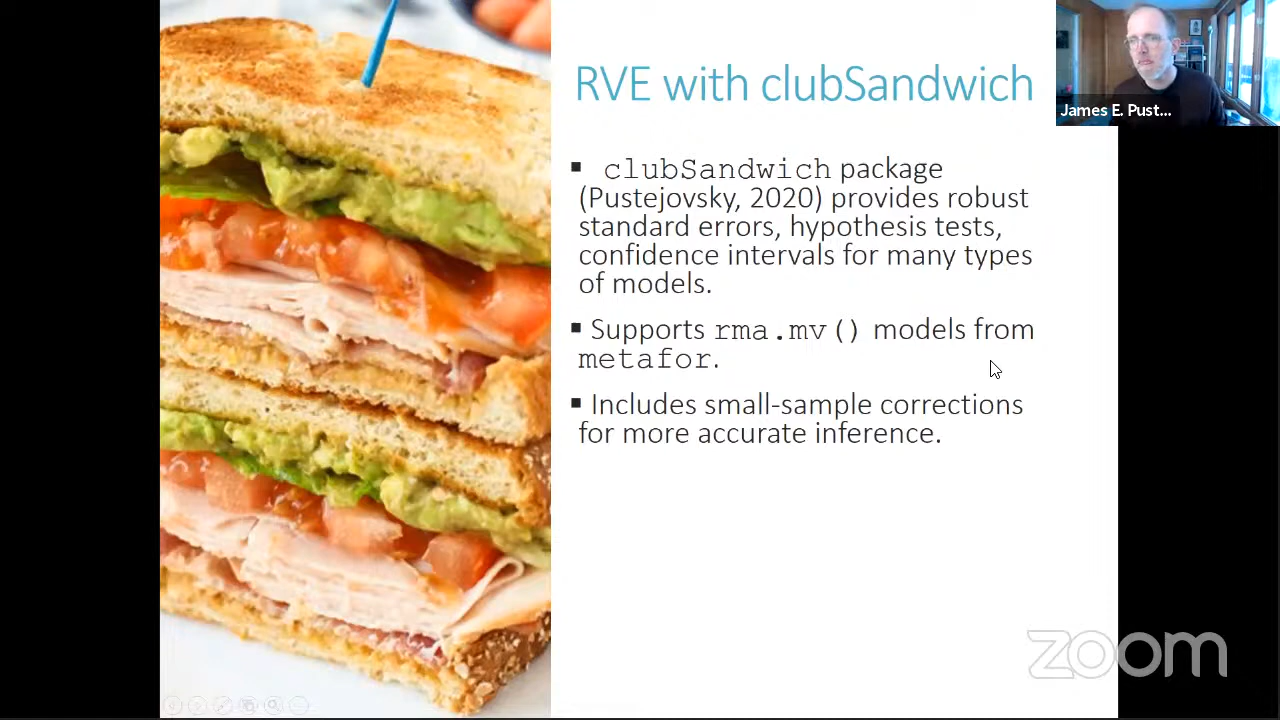 RVE with clubSandwich
James E. Pust...
▪ clubSandwich package
(Pustejovsky, 2020) provides robust
standard errors, hypothesis tests,
confidence intervals for many types
of models.
▪ Supports rma.mv() models from
metafor.
▪ Includes small-sample corrections
for more accurate inference.
zoom